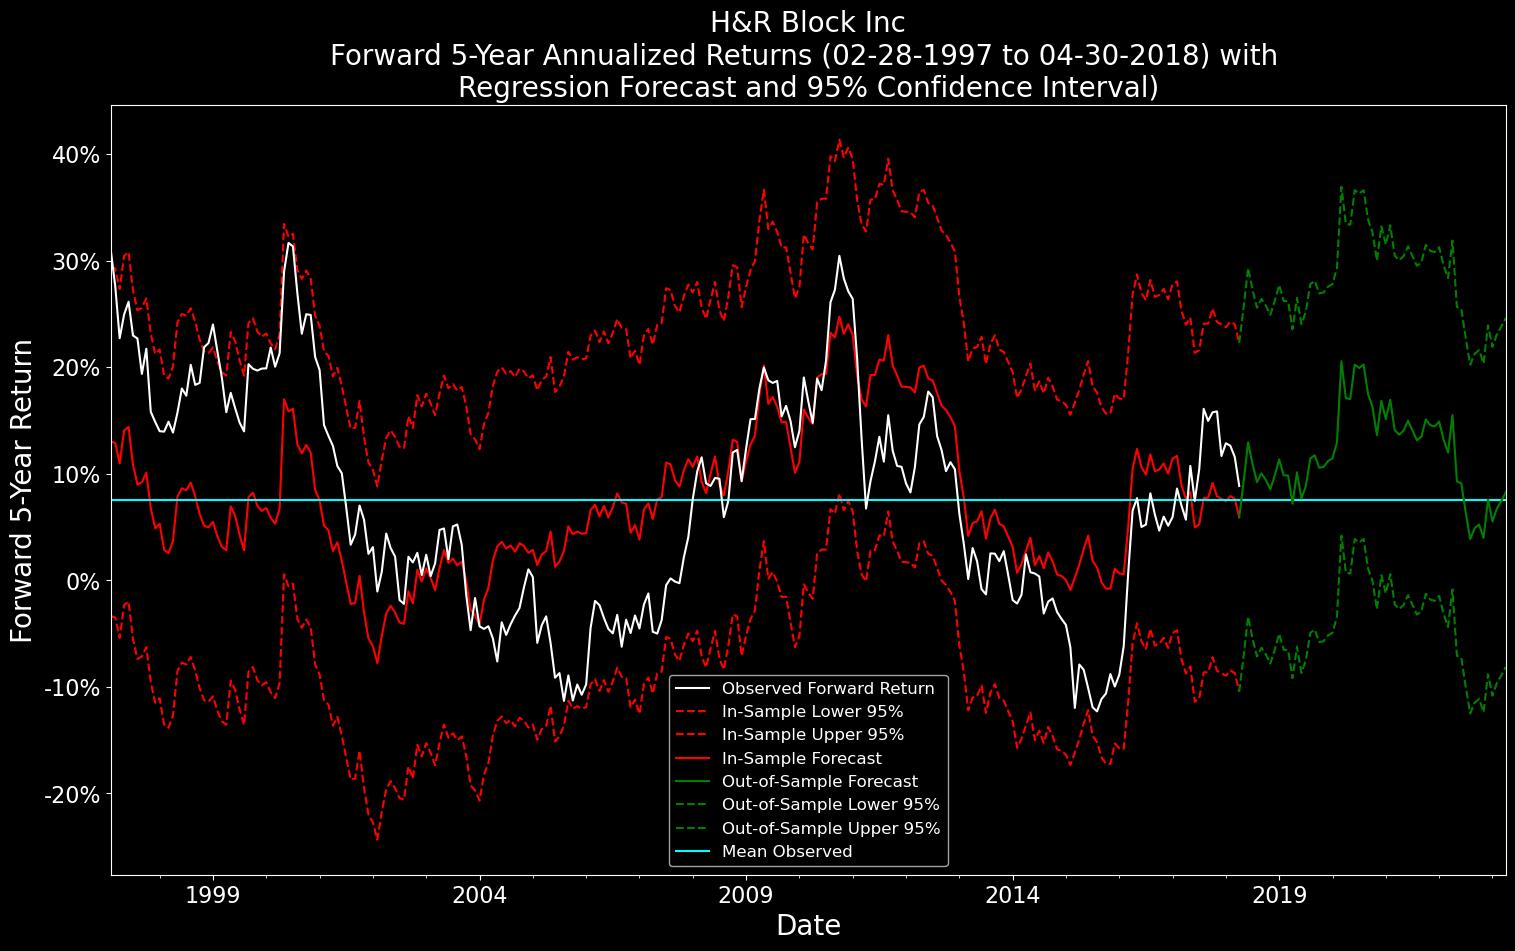 H&R Block Inc
Forward 5-Year Annualized Returns (02-28-1997 to 04-30-2018) with
Regression Forecast and 95% Confidence Interval)
Forward 5-Year Return
40%
30%
20%
10%
0%
-10%
-20%
Observed Forward Return
In-Sample Lower 95%
In-Sample Upper 95%
In-Sample Forecast
Out-of-Sample Forecast
Out-of-Sample Lower 95%
Out-of-Sample Upper 95%
Mean Observed
1999 2004 2009 2014 2019
Date